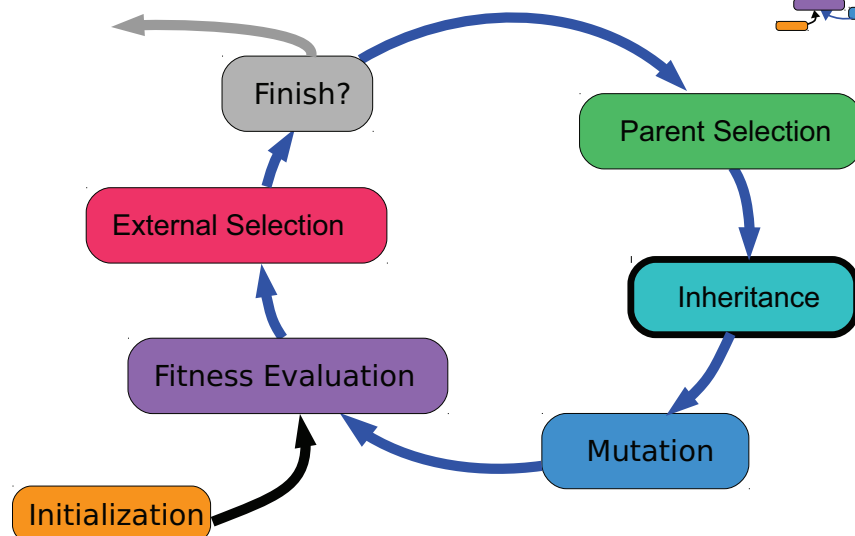 Finish?
Parent Selection
External Selection
Inheritance
Fitness Evaluation
Mutation
Initialization